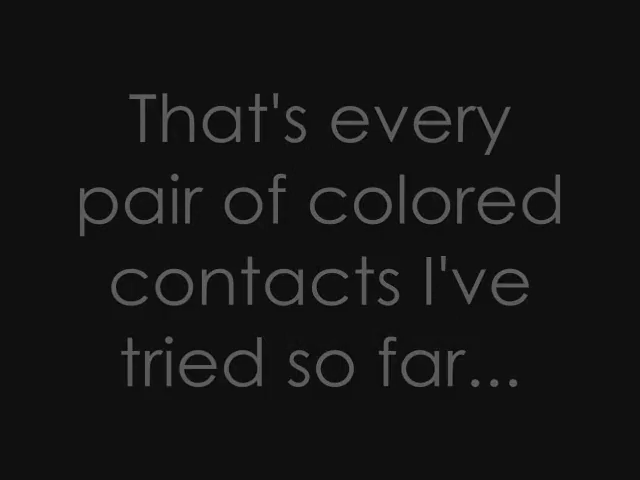 That's every
pair of colored
contacts I've
tried so far...